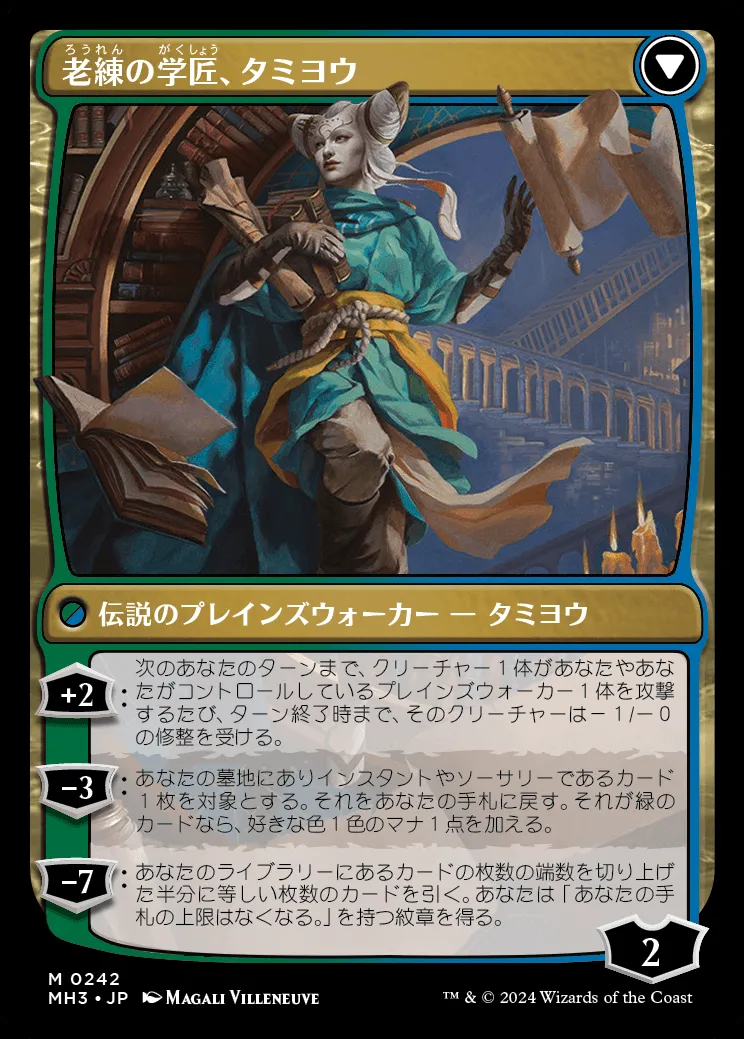 ろうれん がくしょう
老練の学匠、タミヨウ
伝説のプレインズウォーカー ― タミヨウ
+2 : 次のあなたのターンまで、クリーチャー1体があなたやあな
たがコントロールしているプレインズウォーカー1体を攻撃
するたび、ターン終了時まで、そのクリーチャーは-1/-0
の修整を受ける。
-3 : あなたの墓地にありインスタントやソーサリーであるカード
1枚を対象とする。それをあなたの手札に戻す。それが緑の
カードなら、好きな色1色のマナ1点を加える。
-7 : あなたのライブラリーにあるカードの枚数の端数を切り上げ
た半分に等しい枚数のカードを引く。あなたは「あなたの手
札の上限はなくなる。」を持つ紋章を得る。
2
M 0242
MH3 • JP MAGALI VILLENEUVE
™ & © 2024 Wizards of the Coast